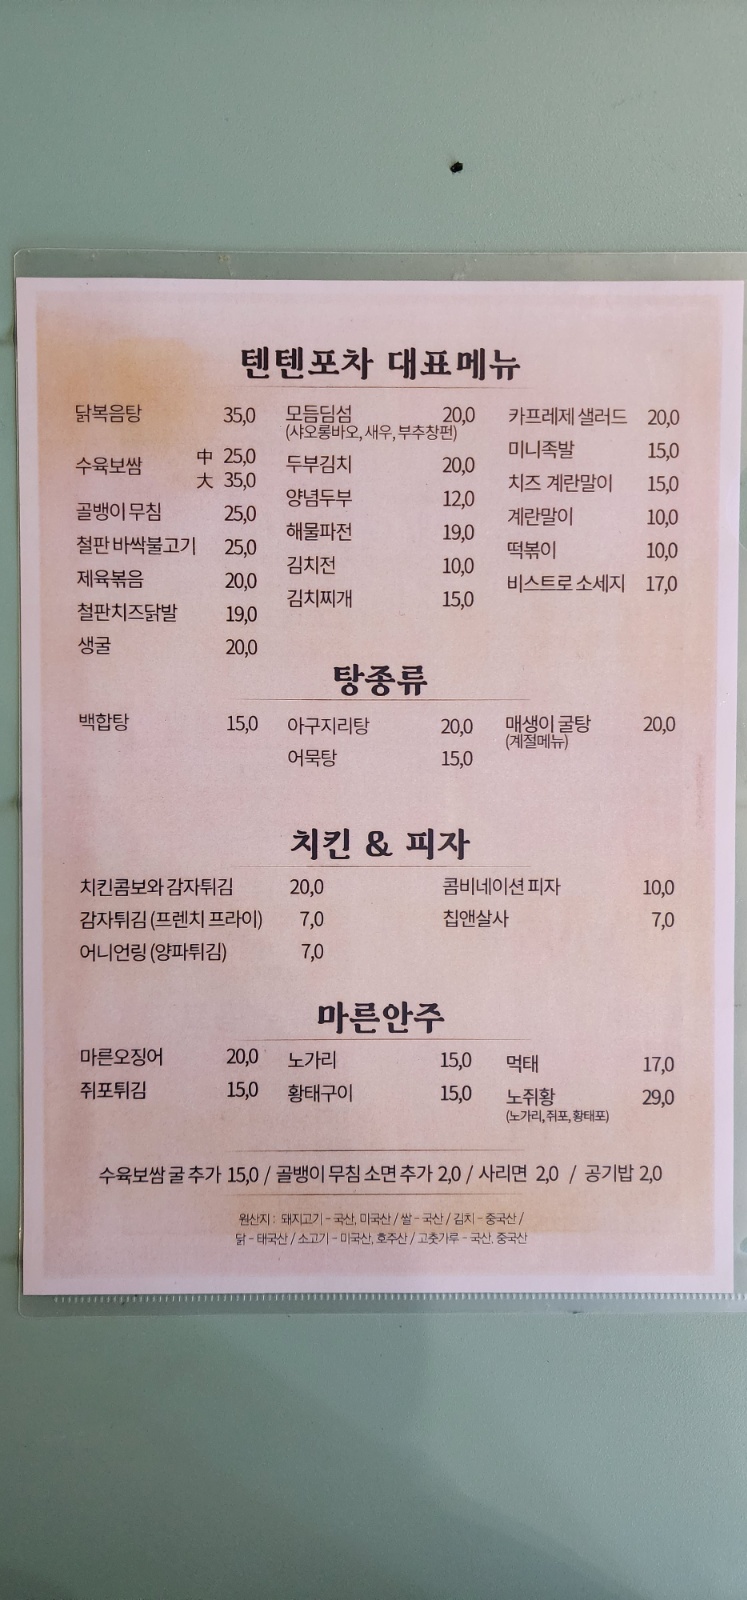 텐텐포차 대표메뉴
닭복음탕 35,0
수육보쌈 中 25,0
大 35,0
골뱅이 무침 25,0
철판 바싹불고기 25,0
제육볶음 20,0
철판치즈닭발 19,0
생굴 20,0
모듬딤섬 20,0
(샤오롱바오, 새우, 부추창펀)
두부김치 20,0
양념두부 12,0
해물파전 19,0
김치전 10,0
김치찌개 15,0
카프레제 샐러드 20,0
미니족발 15,0
치즈 계란말이 15,0
계란말이 10,0
떡볶이 10,0
비스트로 소세지 17,0
탕종류
백합탕 15,0
아구지리탕 20,0
어묵탕 15,0
매생이 굴탕 20,0
(계절메뉴)
치킨 & 피자
치킨콤보와 감자튀김 20,0
감자튀김 (프렌치 프라이) 7,0
어니언링 (양파튀김) 7,0
콤비네이션 피자 10,0
칩앤살사 7,0
마른안주
마른오징어 20,0
쥐포튀김 15,0
노가리 15,0
황태구이 15,0
먹태 17,0
노쥐황 29,0
(노가리, 쥐포, 황태포)
수육보쌈 굴 추가 15,0 / 골뱅이 무침 소면 추가 2,0 / 사리면 2,0 / 공기밥 2,0
원산지 : 돼지고기 - 국산, 미국산 / 쌀 - 국산 / 김치 - 중국산 /
닭 - 태국산 / 소고기 - 미국산, 호주산 / 고춧가루 - 국산, 중국산